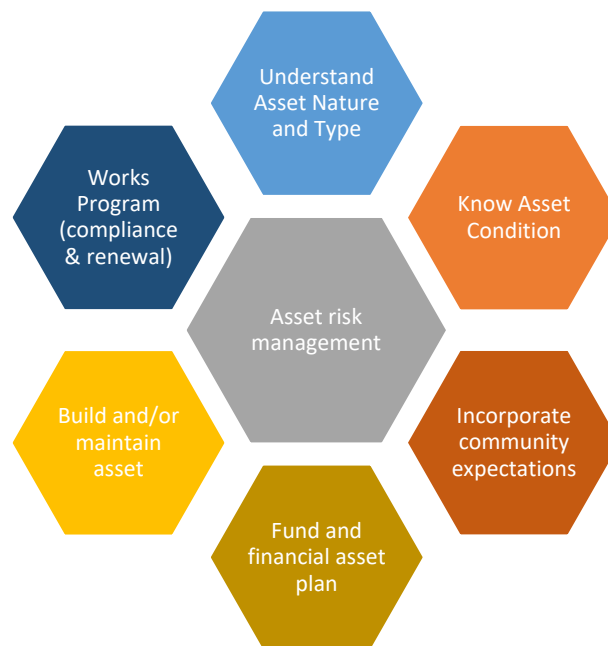 Understand
Asset Nature
and Type
Works
Program
(compliance
& renewal)
Know Asset
Condition
Asset risk
management
Build and/or
maintain
asset
Incorporate
community
expectations
Fund and
financial asset
plan